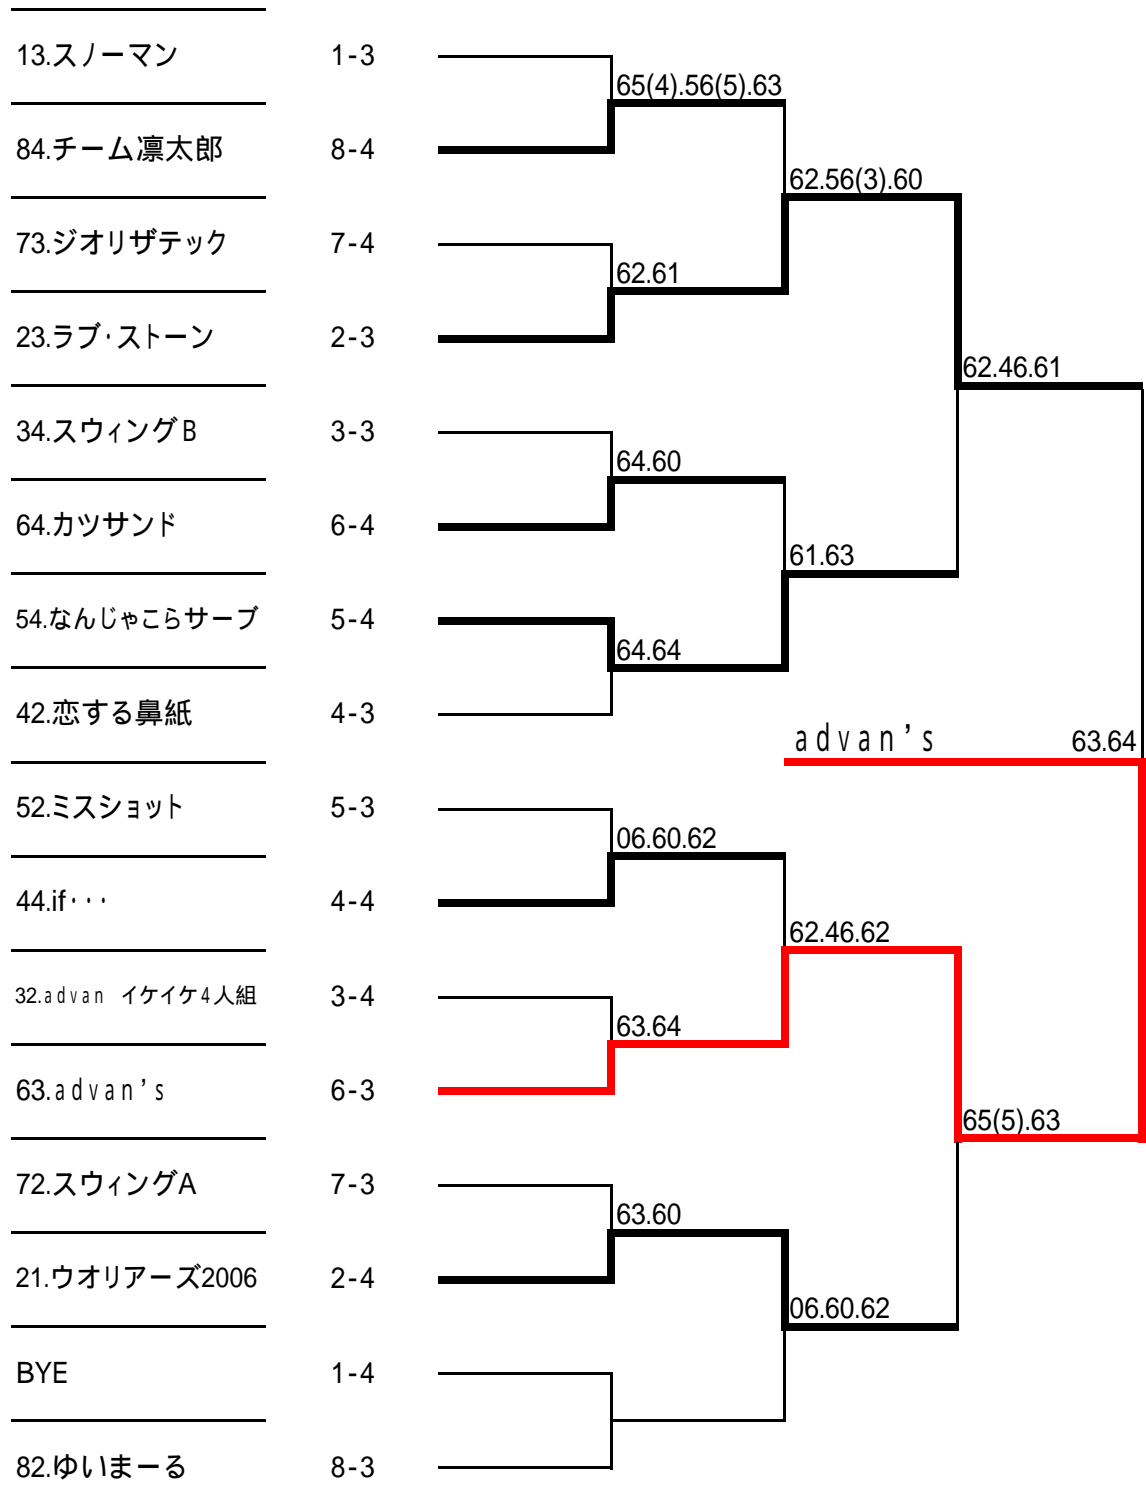 13.スノーマン 1-3
65(4).56(5).63
84.チーム凛太郎 8-4
62.56(3).60
73.ジオリザテック 7-4
62.61
23.ラブ・ストーン 2-3
62.46.61
34.スウィングB 3-3
64.60
64.カツサンド 6-4
61.63
54.なんじゃこらサーブ 5-4
64.64
42.恋する鼻紙 4-3
advan's 63.64
52.ミスショット 5-3
06.60.62
44.if・・・ 4-4
62.46.62
32.advan イケイケ4人組 3-4
63.64
63.advan's 6-3
65(5).63
72.スウィングA 7-3
63.60
21.ウオリアーズ2006 2-4
06.60.62
BYE 1-4
82.ゆいまーる 8-3